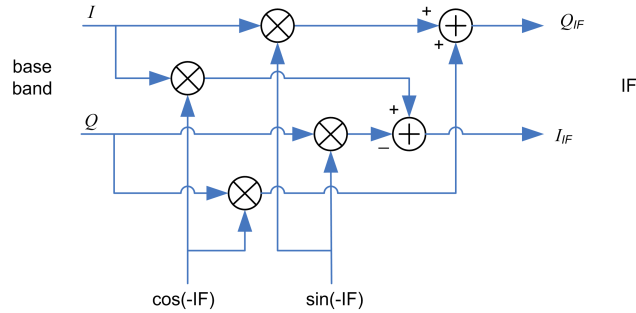 I
+
Q_IF
+
base
band
IF
+
Q
−
I_IF
cos(-IF)
sin(-IF)